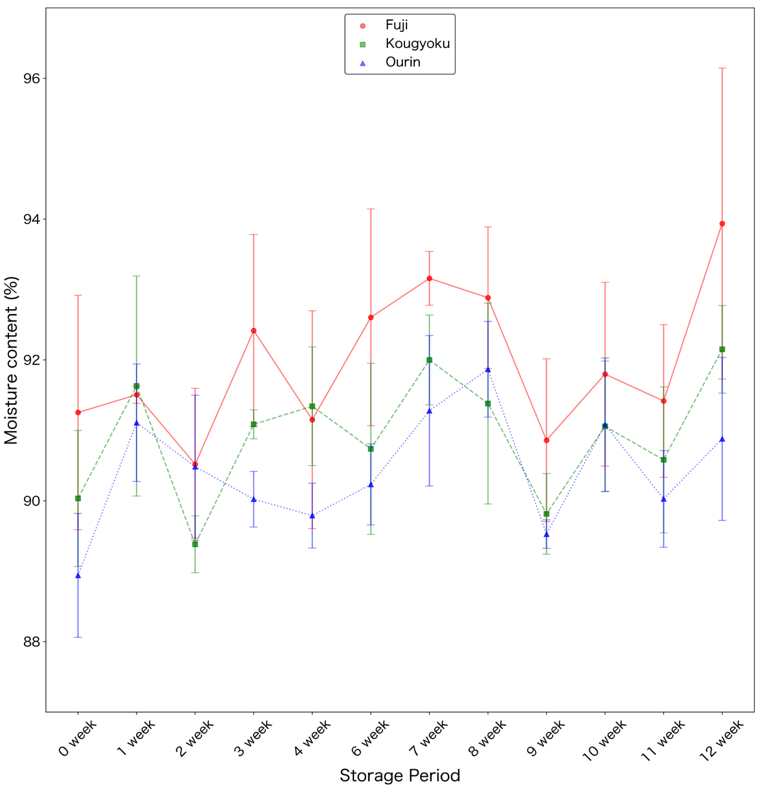 Fuji
Kougyoku
Ourin
96
94
92
90
88
Moisture content (%)
0 week
1 week
2 week
3 week
4 week
6 week
7 week
8 week
9 week
10 week
11 week
12 week
Storage Period